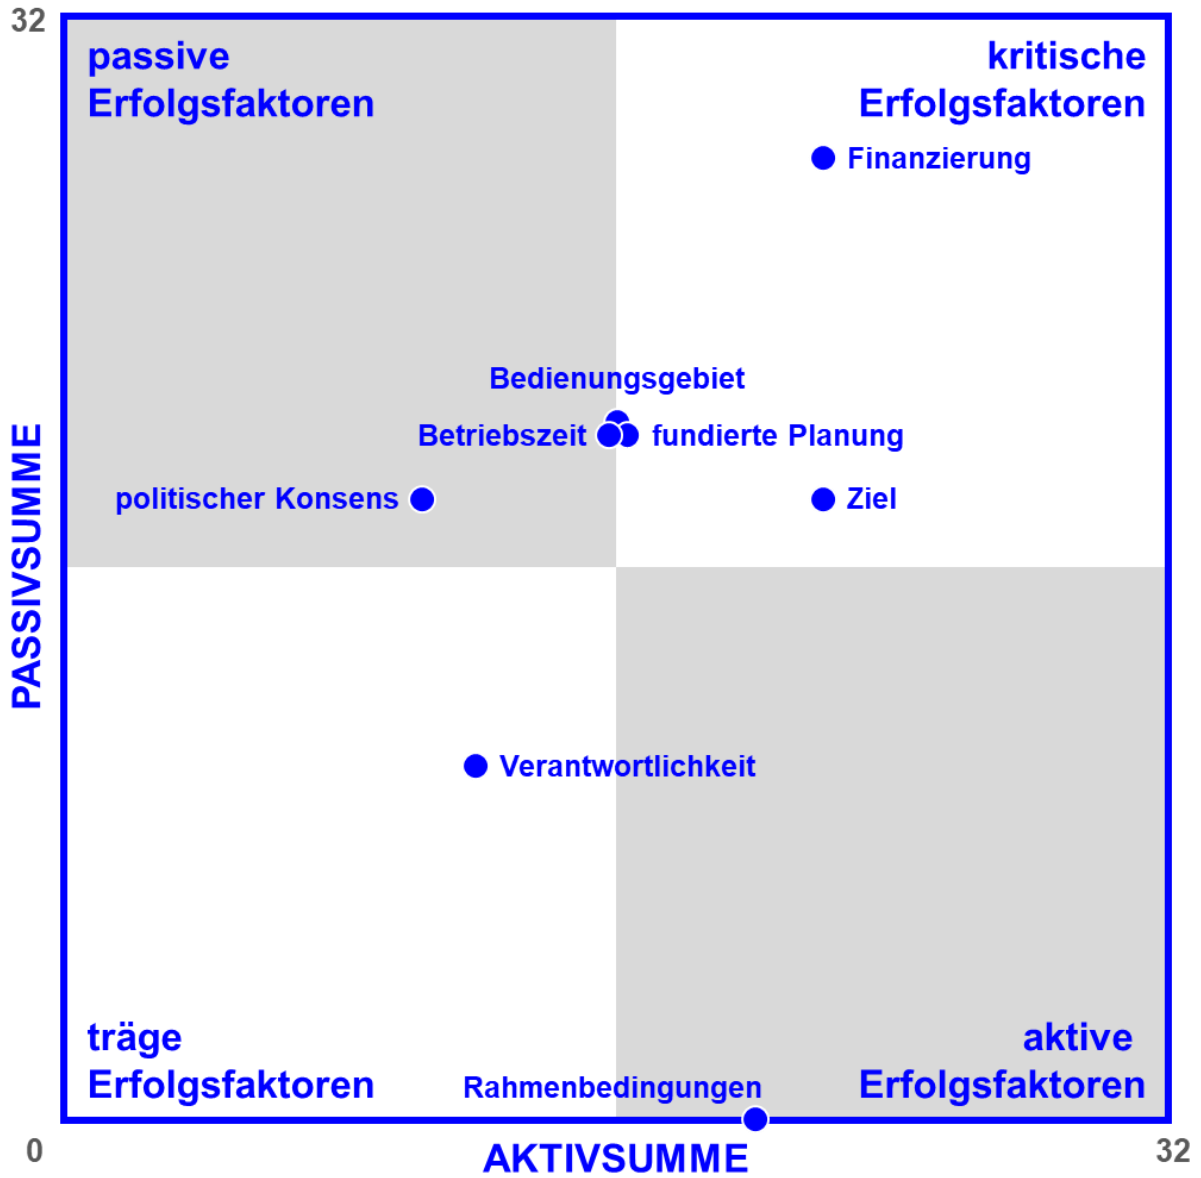 32
passive
Erfolgsfaktoren
kritische
Erfolgsfaktoren
Finanzierung
Bedienungsgebiet
Betriebszeit
fundierte Planung
politischer Konsens
Ziel
PASSIVSUMME
Verantwortlichkeit
träge
Erfolgsfaktoren
aktive
Erfolgsfaktoren
Rahmenbedingungen
0
AKTIVSUMME
32